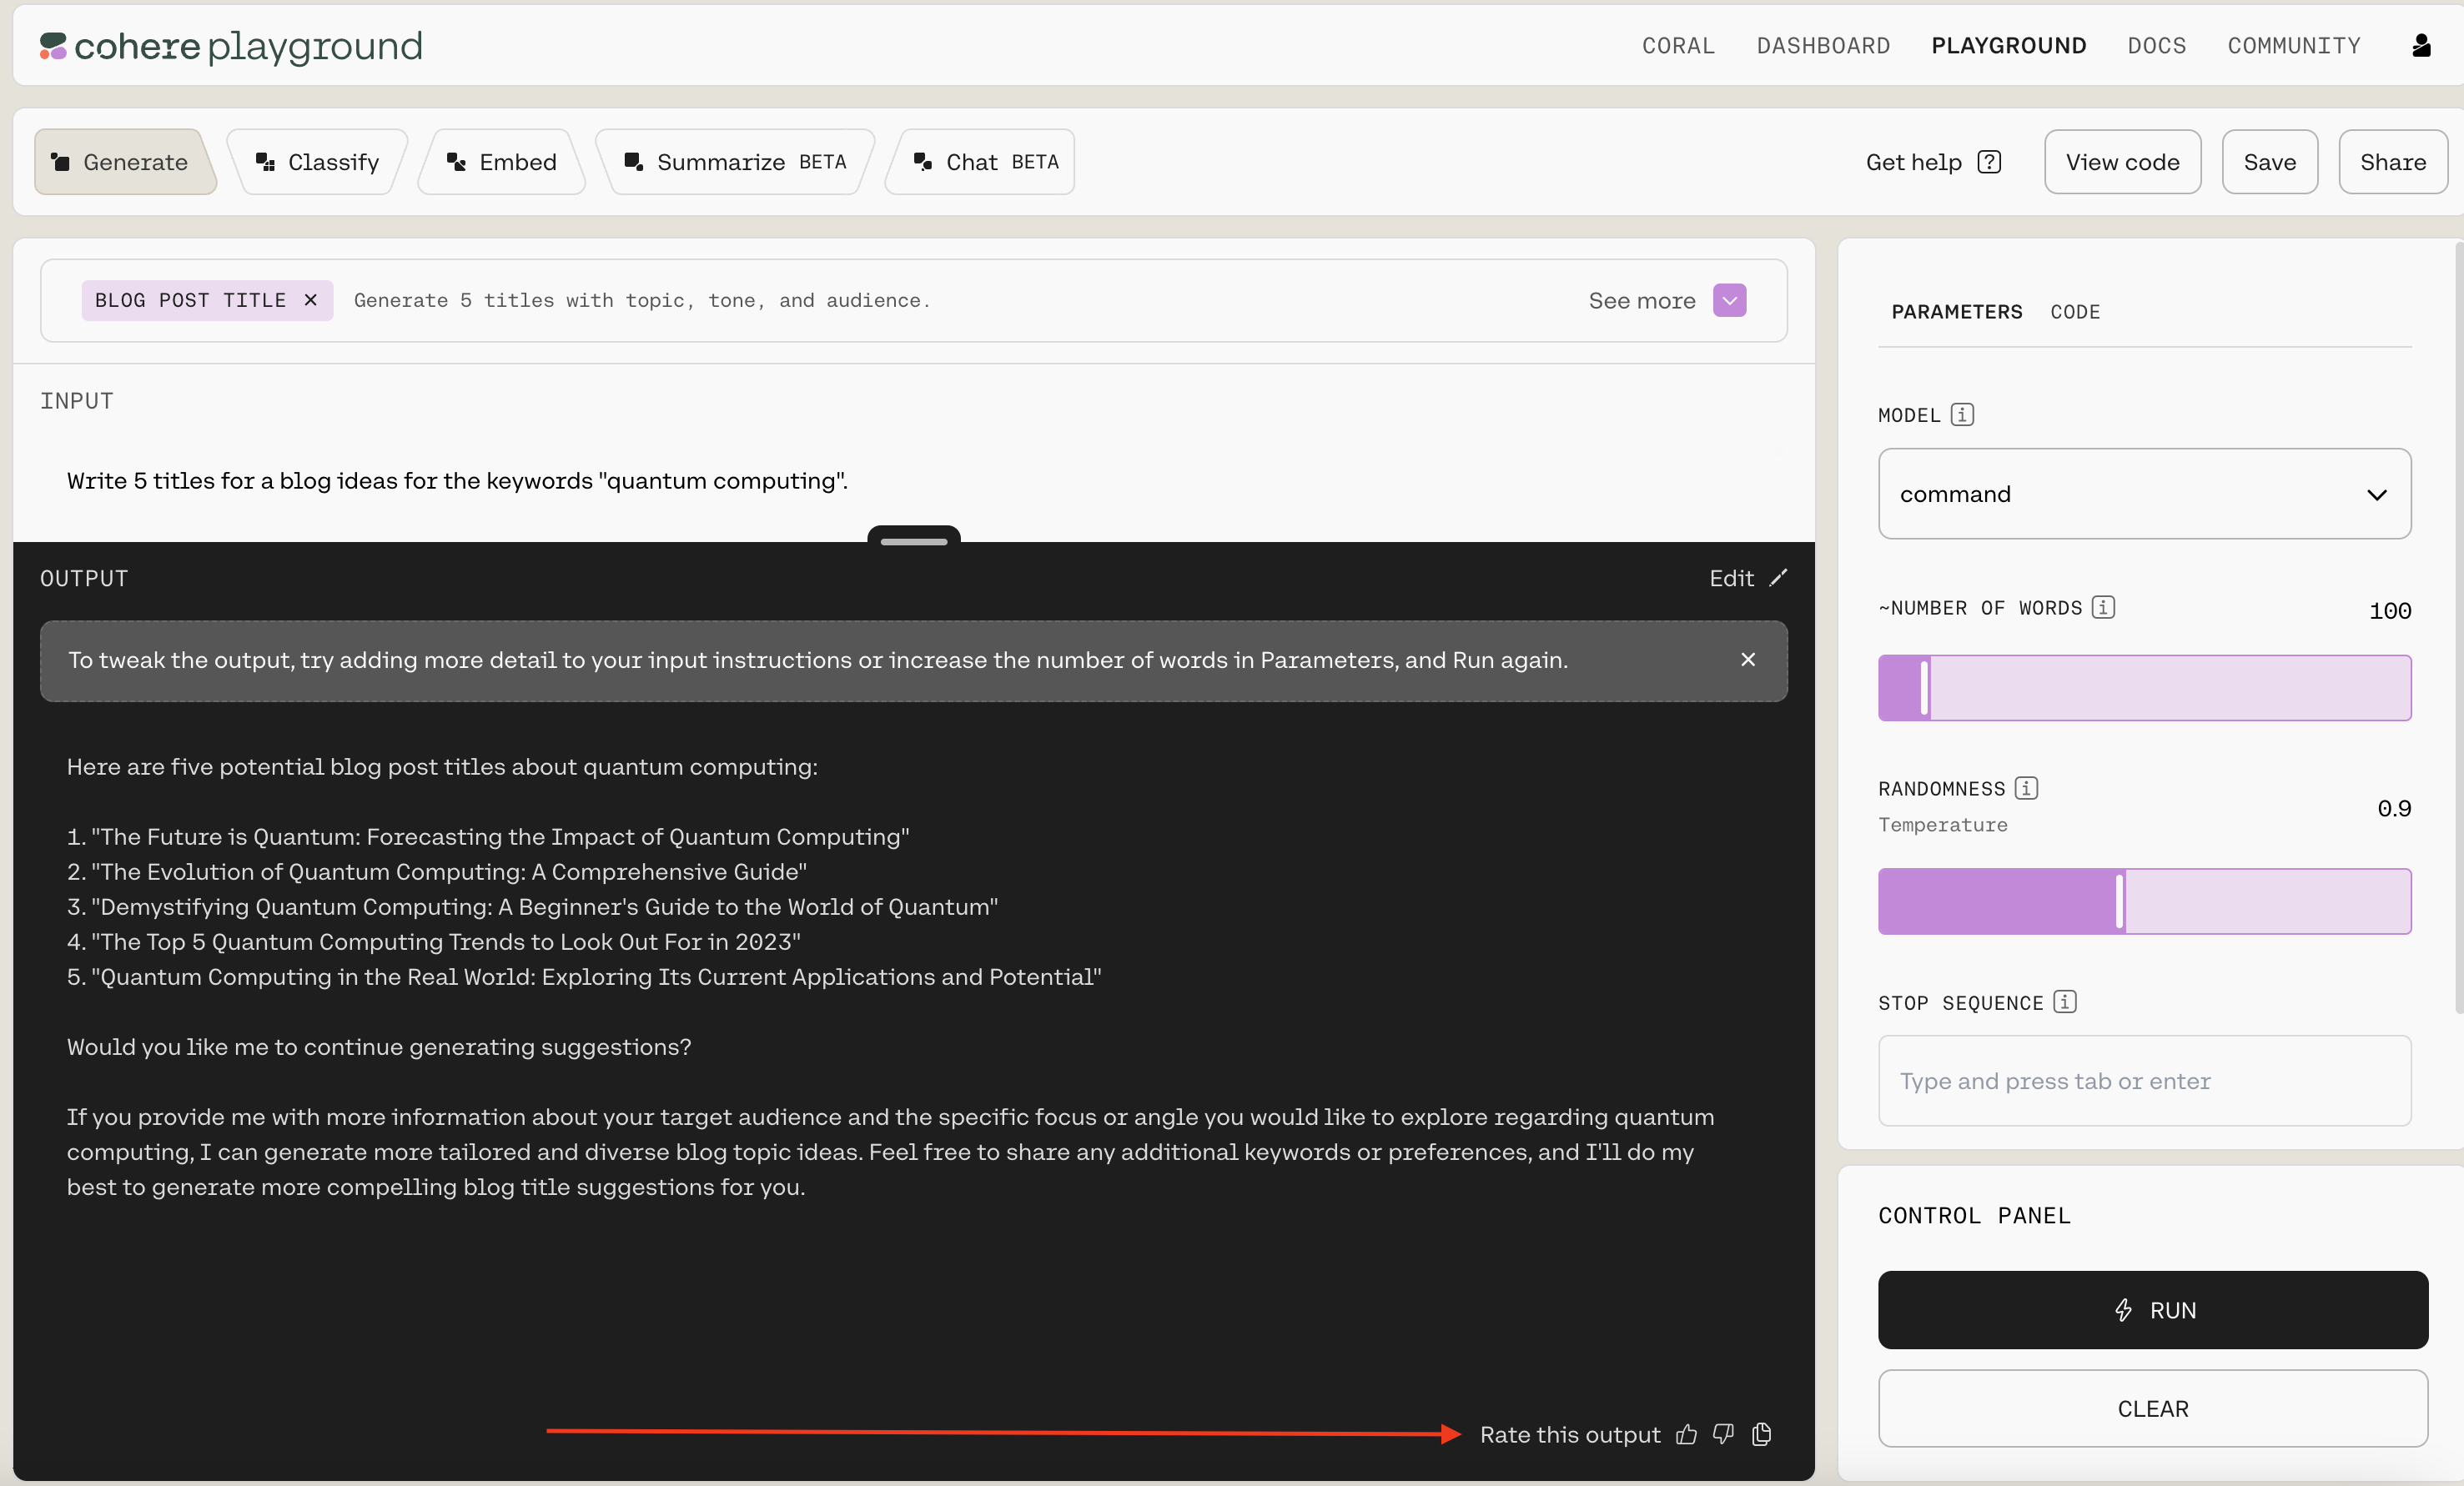 cohere playground
CORAL DASHBOARD PLAYGROUND DOCS COMMUNITY
Generate Classify Embed Summarize BETA Chat BETA
Get help ? View code Save Share
BLOG POST TITLE × Generate 5 titles with topic, tone, and audience. See more
INPUT
Write 5 titles for a blog ideas for the keywords "quantum computing".
OUTPUT Edit
To tweak the output, try adding more detail to your input instructions or increase the number of words in Parameters, and Run again. ×
Here are five potential blog post titles about quantum computing:
1. "The Future is Quantum: Forecasting the Impact of Quantum Computing"
2. "The Evolution of Quantum Computing: A Comprehensive Guide"
3. "Demystifying Quantum Computing: A Beginner's Guide to the World of Quantum"
4. "The Top 5 Quantum Computing Trends to Look Out For in 2023"
5. "Quantum Computing in the Real World: Exploring Its Current Applications and Potential"
Would you like me to continue generating suggestions?
If you provide me with more information about your target audience and the specific focus or angle you would like to explore regarding quantum
computing, I can generate more tailored and diverse blog topic ideas. Feel free to share any additional keywords or preferences, and I'll do my
best to generate more compelling blog title suggestions for you.
Rate this output
PARAMETERS CODE
MODEL i
command
~NUMBER OF WORDS i 100
RANDOMNESS i
Temperature 0.9
STOP SEQUENCE i
Type and press tab or enter
CONTROL PANEL
RUN
CLEAR